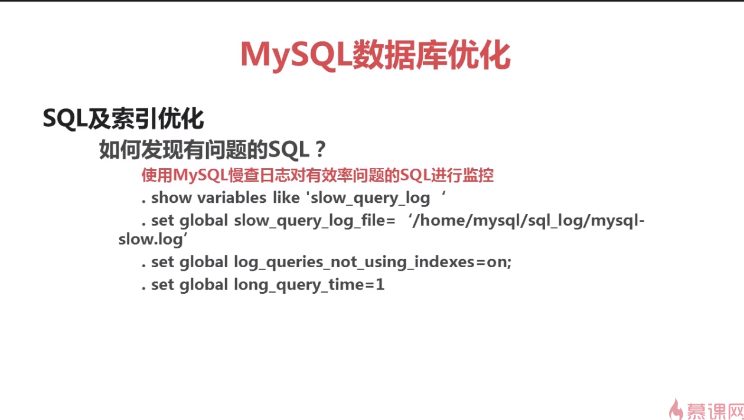 MySQL数据库优化
SQL及索引优化
如何发现有问题的SQL？
使用MySQL慢查日志对有效率问题的SQL进行监控
. show variables like 'slow_query_log‘
. set global slow_query_log_file=‘/home/mysql/sql_log/mysql-
slow.log’
. set global log_queries_not_using_indexes=on;
. set global long_query_time=1
慕课网